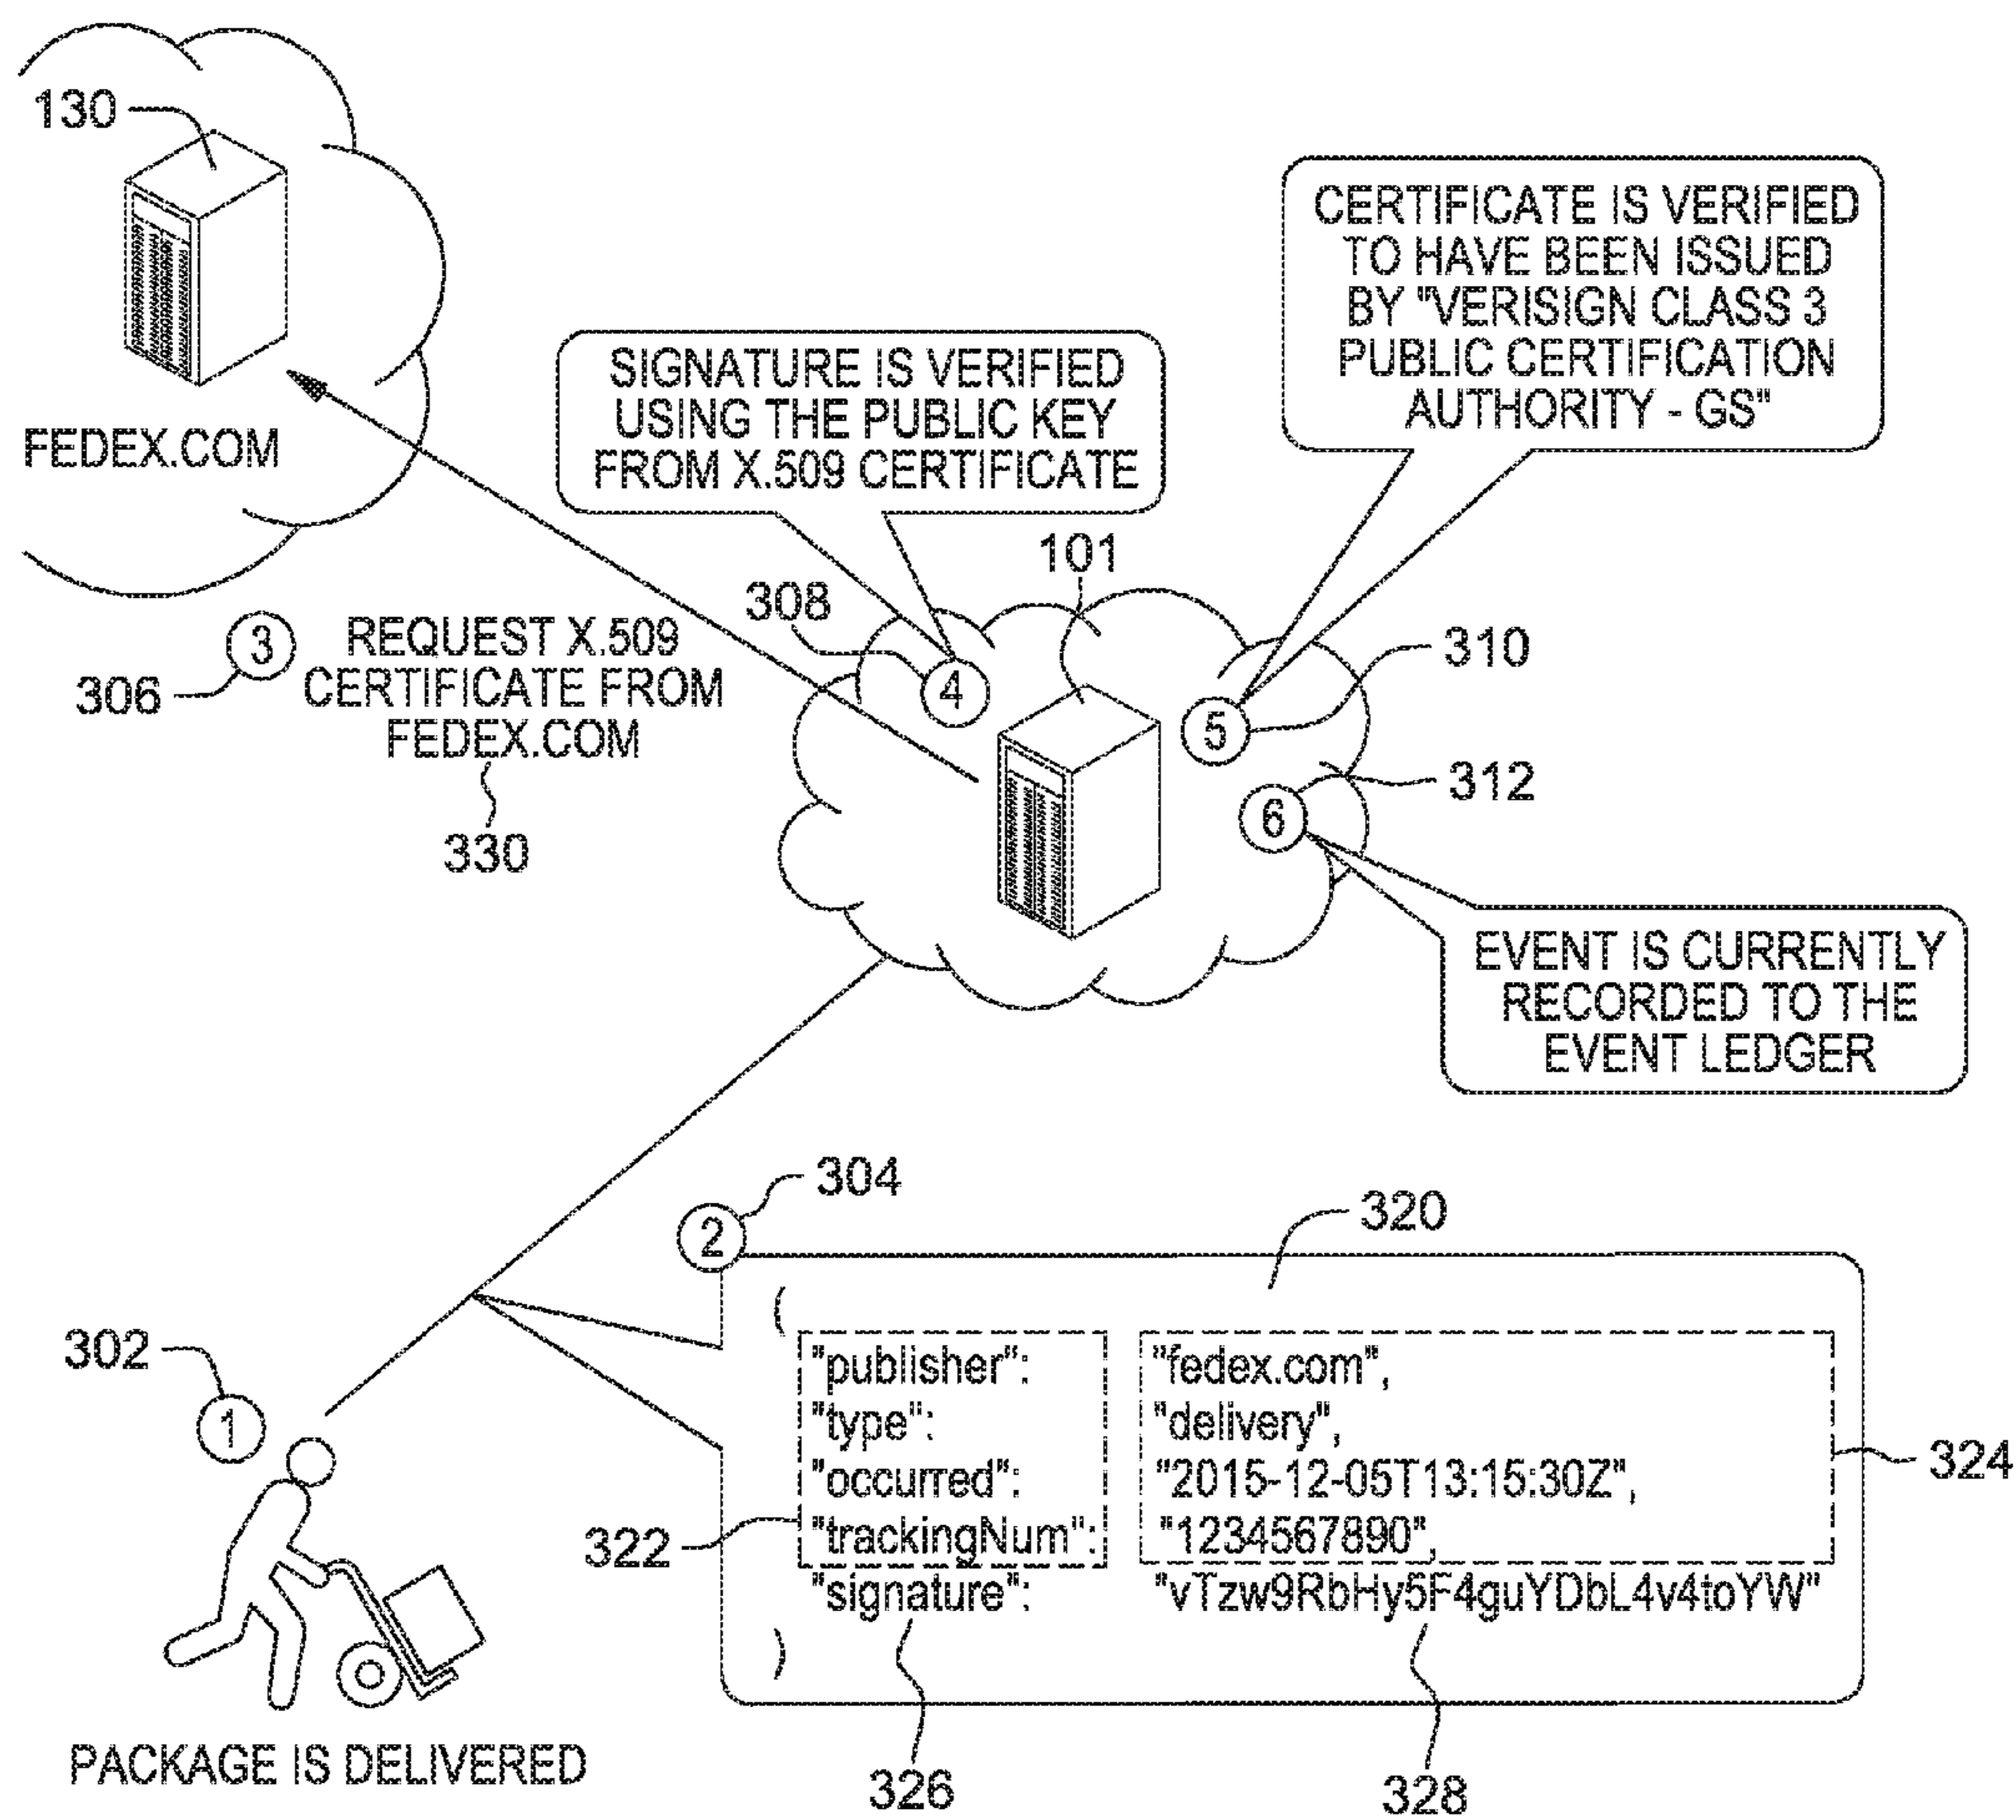 130
FEDEX.COM
CERTIFICATE IS VERIFIED
TO HAVE BEEN ISSUED
BY "VERISIGN CLASS 3
PUBLIC CERTIFICATION
AUTHORITY - GS"
SIGNATURE IS VERIFIED
USING THE PUBLIC KEY
FROM X.509 CERTIFICATE
101
308
4
5
310
312
6
3
306
REQUEST X.509
CERTIFICATE FROM
FEDEX.COM
330
EVENT IS CURRENTLY
RECORDED TO THE
EVENT LEDGER
2
304
320
302
1
(
"publisher": "fedex.com",
"type": "delivery",
"occurred": "2015-12-05T13:15:30Z",
"trackingNum": "1234567890",
"signature": "vTzw9RbHy5F4guYDbL4v4toYW"
)
322
324
326
328
PACKAGE IS DELIVERED